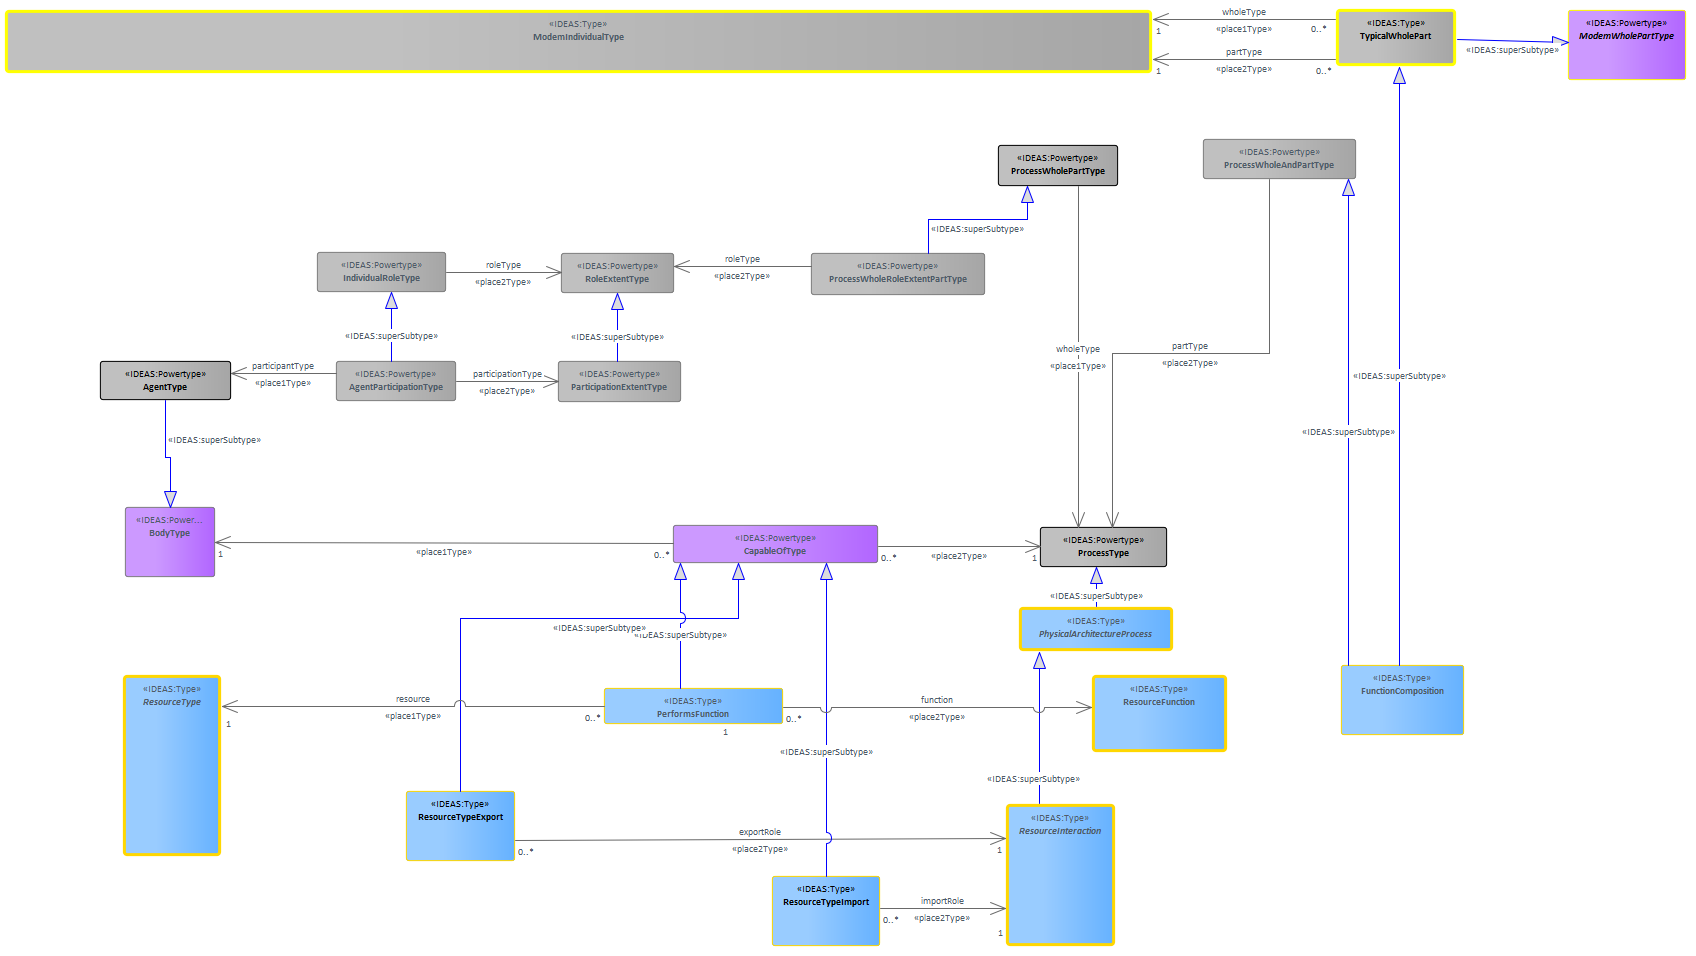 «IDEAS:Type»
ModemIndividualType
wholeType
1
«place1Type»
0..*
partType
1
«place2Type»
0..*
«IDEAS:Type»
TypicalWholePart
«IDEAS:superSubtype»
«IDEAS:Powertype»
ModemWholePartType
«IDEAS:Powertype»
ProcessWholePartType
«IDEAS:Powertype»
ProcessWholeAndPartType
«IDEAS:superSubtype»
«IDEAS:Powertype»
IndividualRoleType
roleType
«place2Type»
«IDEAS:Powertype»
RoleExtentType
roleType
«place2Type»
«IDEAS:Powertype»
ProcessWholeRoleExtentPartType
«IDEAS:superSubtype»
«IDEAS:superSubtype»
wholeType
«place1Type»
partType
«place2Type»
«IDEAS:superSubtype»
«IDEAS:Powertype»
AgentType
participantType
«place1Type»
«IDEAS:Powertype»
AgentParticipationType
participationType
«place2Type»
«IDEAS:Powertype»
ParticipationExtentType
«IDEAS:superSubtype»
«IDEAS:superSubtype»
«IDEAS:Power...
BodyType
1
«place1Type»
0..*
«IDEAS:Powertype»
CapableOfType
0..*
«place2Type»
1
«IDEAS:Powertype»
ProcessType
«IDEAS:superSubtype»
«IDEAS:superSubtype»
«IDEAS:superSubtype»
«IDEAS:Type»
PhysicalArchitectureProcess
«IDEAS:Type»
ResourceType
resource
1
«place1Type»
0..*
«IDEAS:Type»
PerformsFunction
1
0..*
function
«place2Type»
«IDEAS:Type»
ResourceFunction
«IDEAS:Type»
FunctionComposition
«IDEAS:superSubtype»
«IDEAS:superSubtype»
«IDEAS:Type»
ResourceTypeExport
0..*
exportRole
«place2Type»
1
«IDEAS:Type»
ResourceInteraction
«IDEAS:Type»
ResourceTypeImport
0..*
importRole
«place2Type»
1